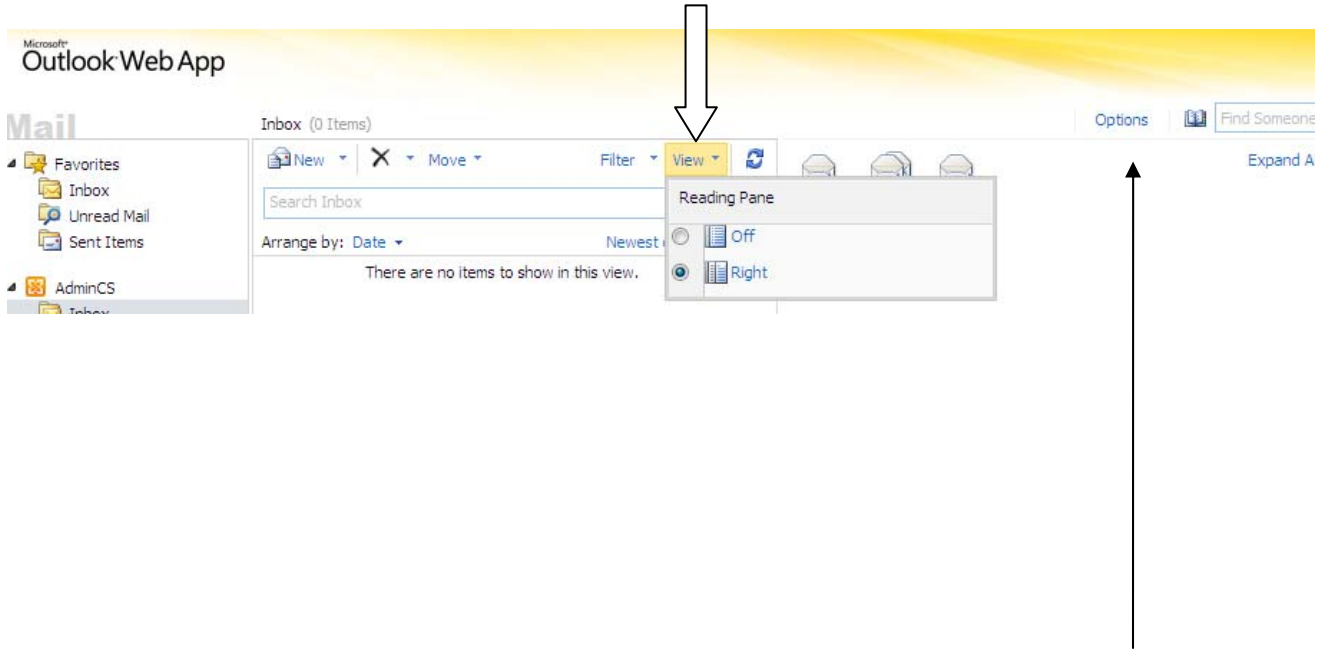 Microsoft
Outlook Web App
Mail
Inbox (0 Items)
Options
Find Someone
Favorites
Inbox
Unread Mail
Sent Items
AdminCS
Inbox
New
Move
Filter
View
Search Inbox
Arrange by: Date
Newest
There are no items to show in this view.
Reading Pane
Off
Right
Expand A